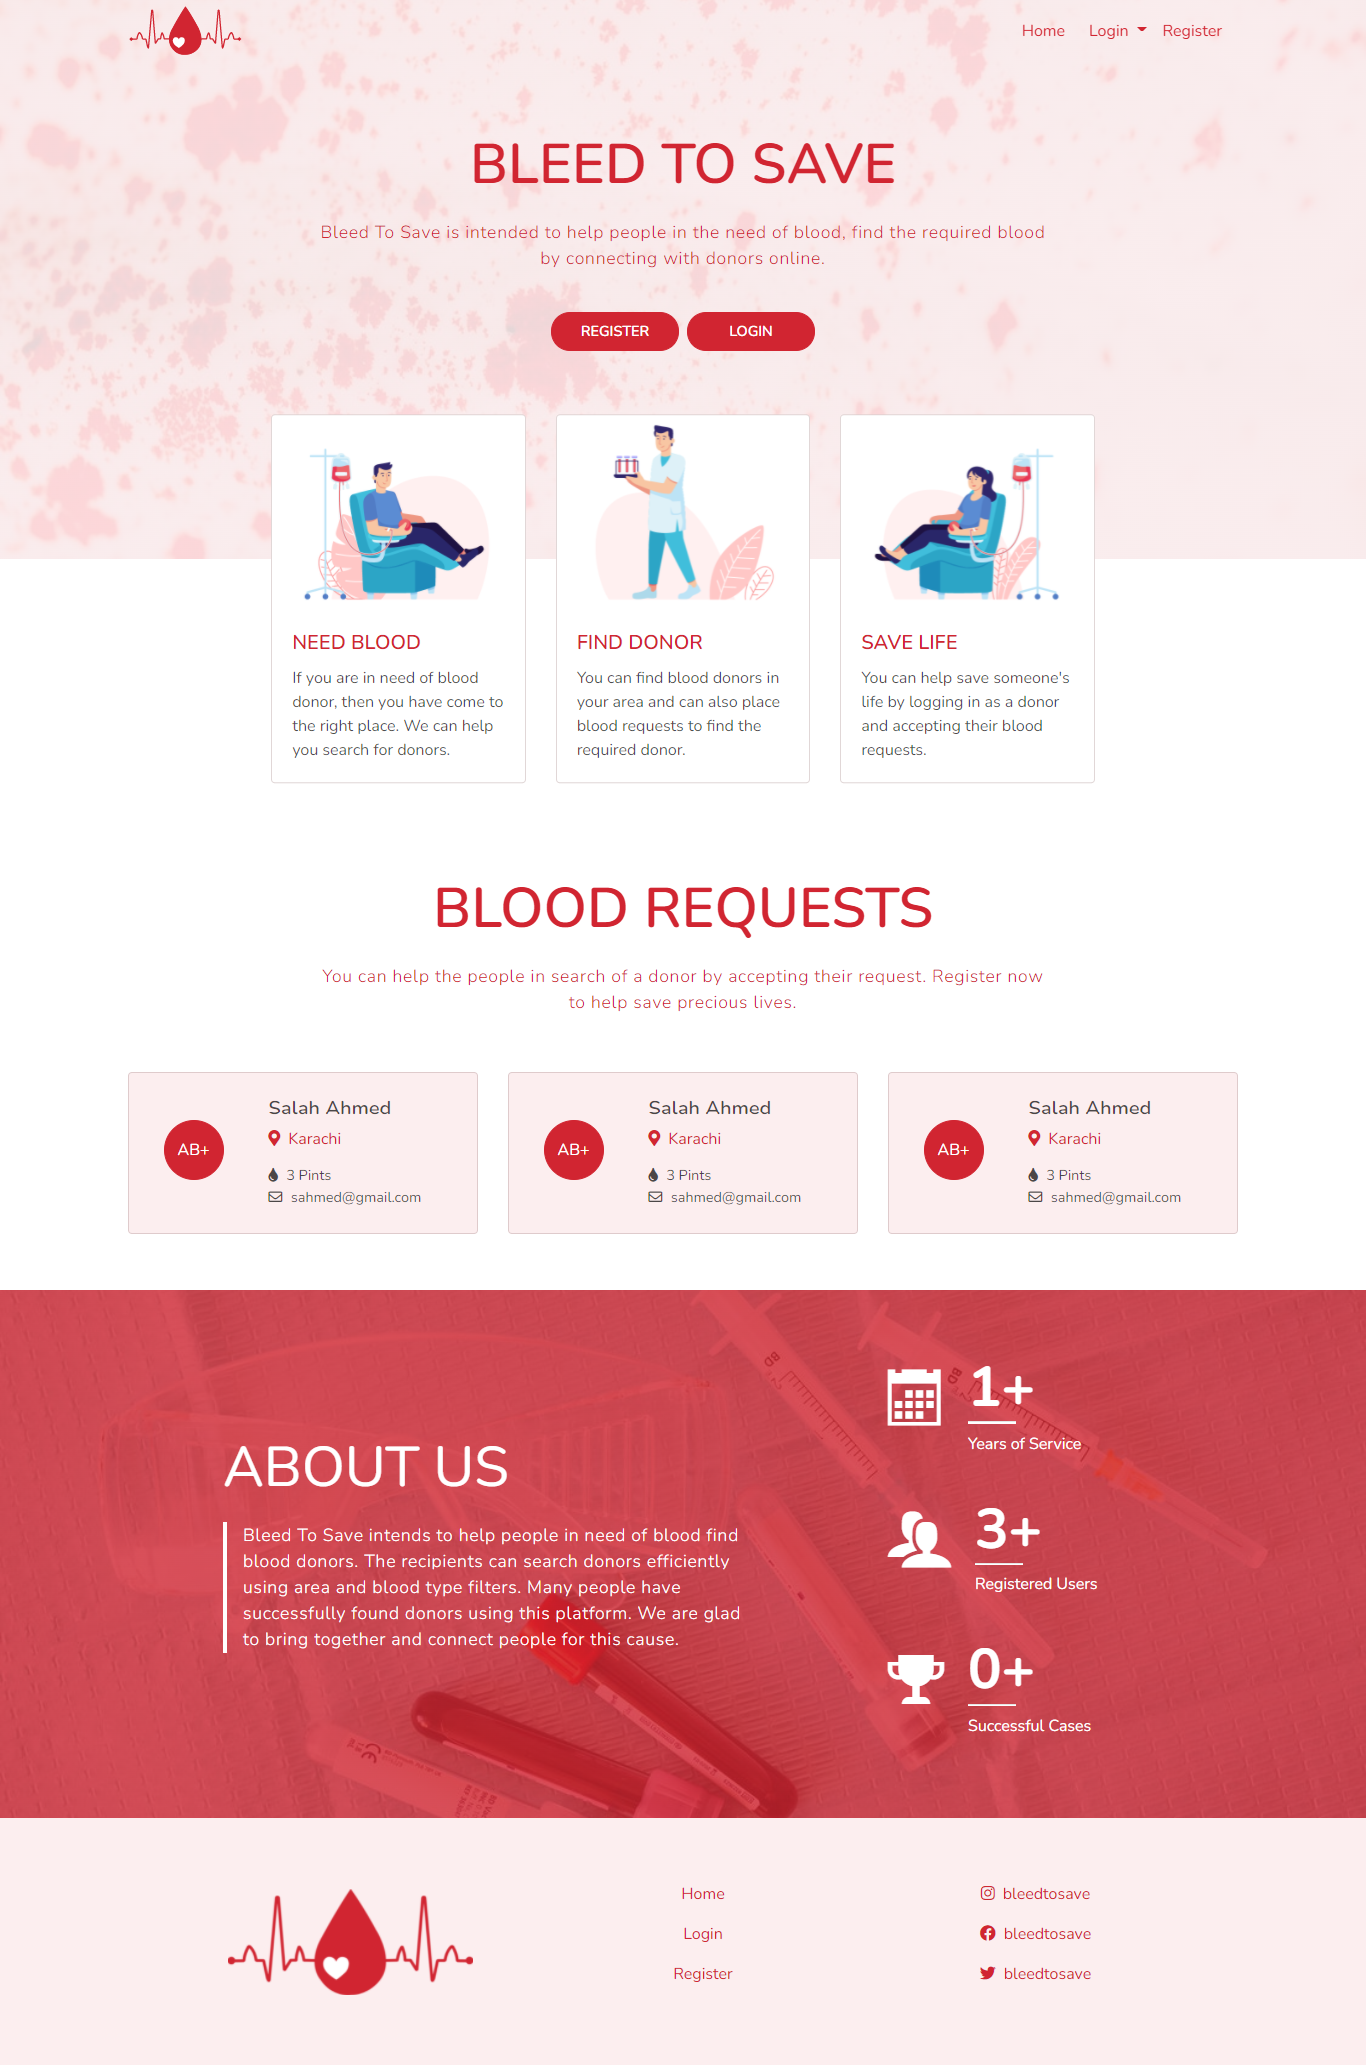 Home Login Register
BLEED TO SAVE
Bleed To Save is intended to help people in the need of blood, find the required blood
by connecting with donors online.
REGISTER LOGIN
NEED BLOOD
If you are in need of blood
donor, then you have come to
the right place. We can help
you search for donors.
FIND DONOR
You can find blood donors in
your area and can also place
blood requests to find the
required donor.
SAVE LIFE
You can help save someone's
life by logging in as a donor
and accepting their blood
requests.
BLOOD REQUESTS
You can help the people in search of a donor by accepting their request. Register now
to help save precious lives.
AB+
Salah Ahmed
Karachi
3 Pints
sahmed@gmail.com
AB+
Salah Ahmed
Karachi
3 Pints
sahmed@gmail.com
AB+
Salah Ahmed
Karachi
3 Pints
sahmed@gmail.com
ABOUT US
Bleed To Save intends to help people in need of blood find
blood donors. The recipients can search donors efficiently
using area and blood type filters. Many people have
successfully found donors using this platform. We are glad
to bring together and connect people for this cause.
BD
BD
1+
Years of Service
3+
Registered Users
0+
Successful Cases
CE
Home
Login
Register
bleedtosave
bleedtosave
bleedtosave